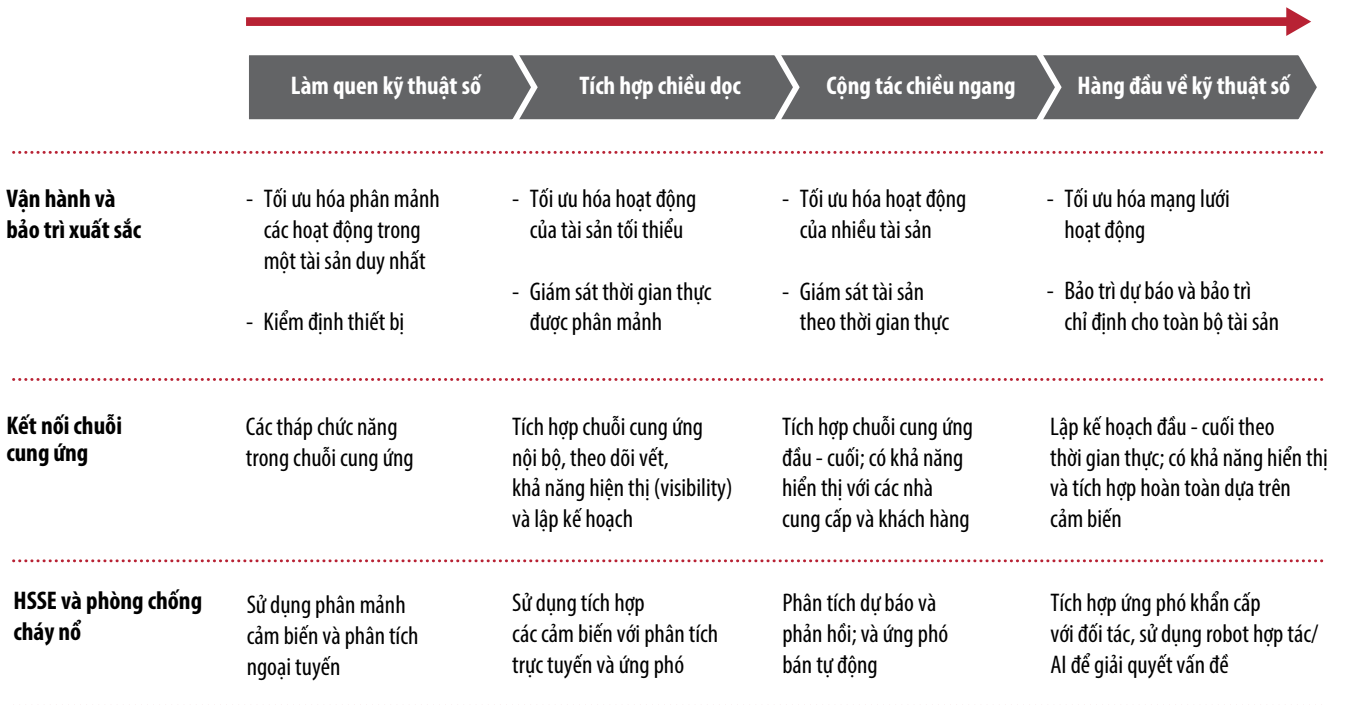 Làm quen kỹ thuật số
Tích hợp chiều dọc
Cộng tác chiều ngang
Hàng đầu về kỹ thuật số
Vận hành và
bảo trì xuất sắc
- Tối ưu hóa phân mảnh
các hoạt động trong
một tài sản duy nhất
- Kiểm định thiết bị
- Tối ưu hóa hoạt động
của tài sản tối thiểu
- Giám sát thời gian thực
được phân mảnh
- Tối ưu hóa hoạt động
của nhiều tài sản
- Giám sát tài sản
theo thời gian thực
- Tối ưu hóa mạng lưới
hoạt động
- Bảo trì dự báo và bảo trì
chỉ định cho toàn bộ tài sản
Kết nối chuỗi
cung ứng
Các tháp chức năng
trong chuỗi cung ứng
Tích hợp chuỗi cung ứng
nội bộ, theo dõi vết,
khả năng hiện thị (visibility)
và lập kế hoạch
Tích hợp chuỗi cung ứng
đầu - cuối; có khả năng
hiển thị với các nhà
cung cấp và khách hàng
Lập kế hoạch đầu - cuối theo
thời gian thực; có khả năng hiển thị
và tích hợp hoàn toàn dựa trên
cảm biến
HSSE và phòng chống
cháy nổ
Sử dụng phân mảnh
cảm biến và phân tích
ngoại tuyến
Sử dụng tích hợp
các cảm biến với phân tích
trực tuyến và ứng phó
Phân tích dự báo và
phản hồi; và ứng phó
bán tự động
Tích hợp ứng phó khẩn cấp
với đối tác, sử dụng robot hợp tác/
AI để giải quyết vấn đề